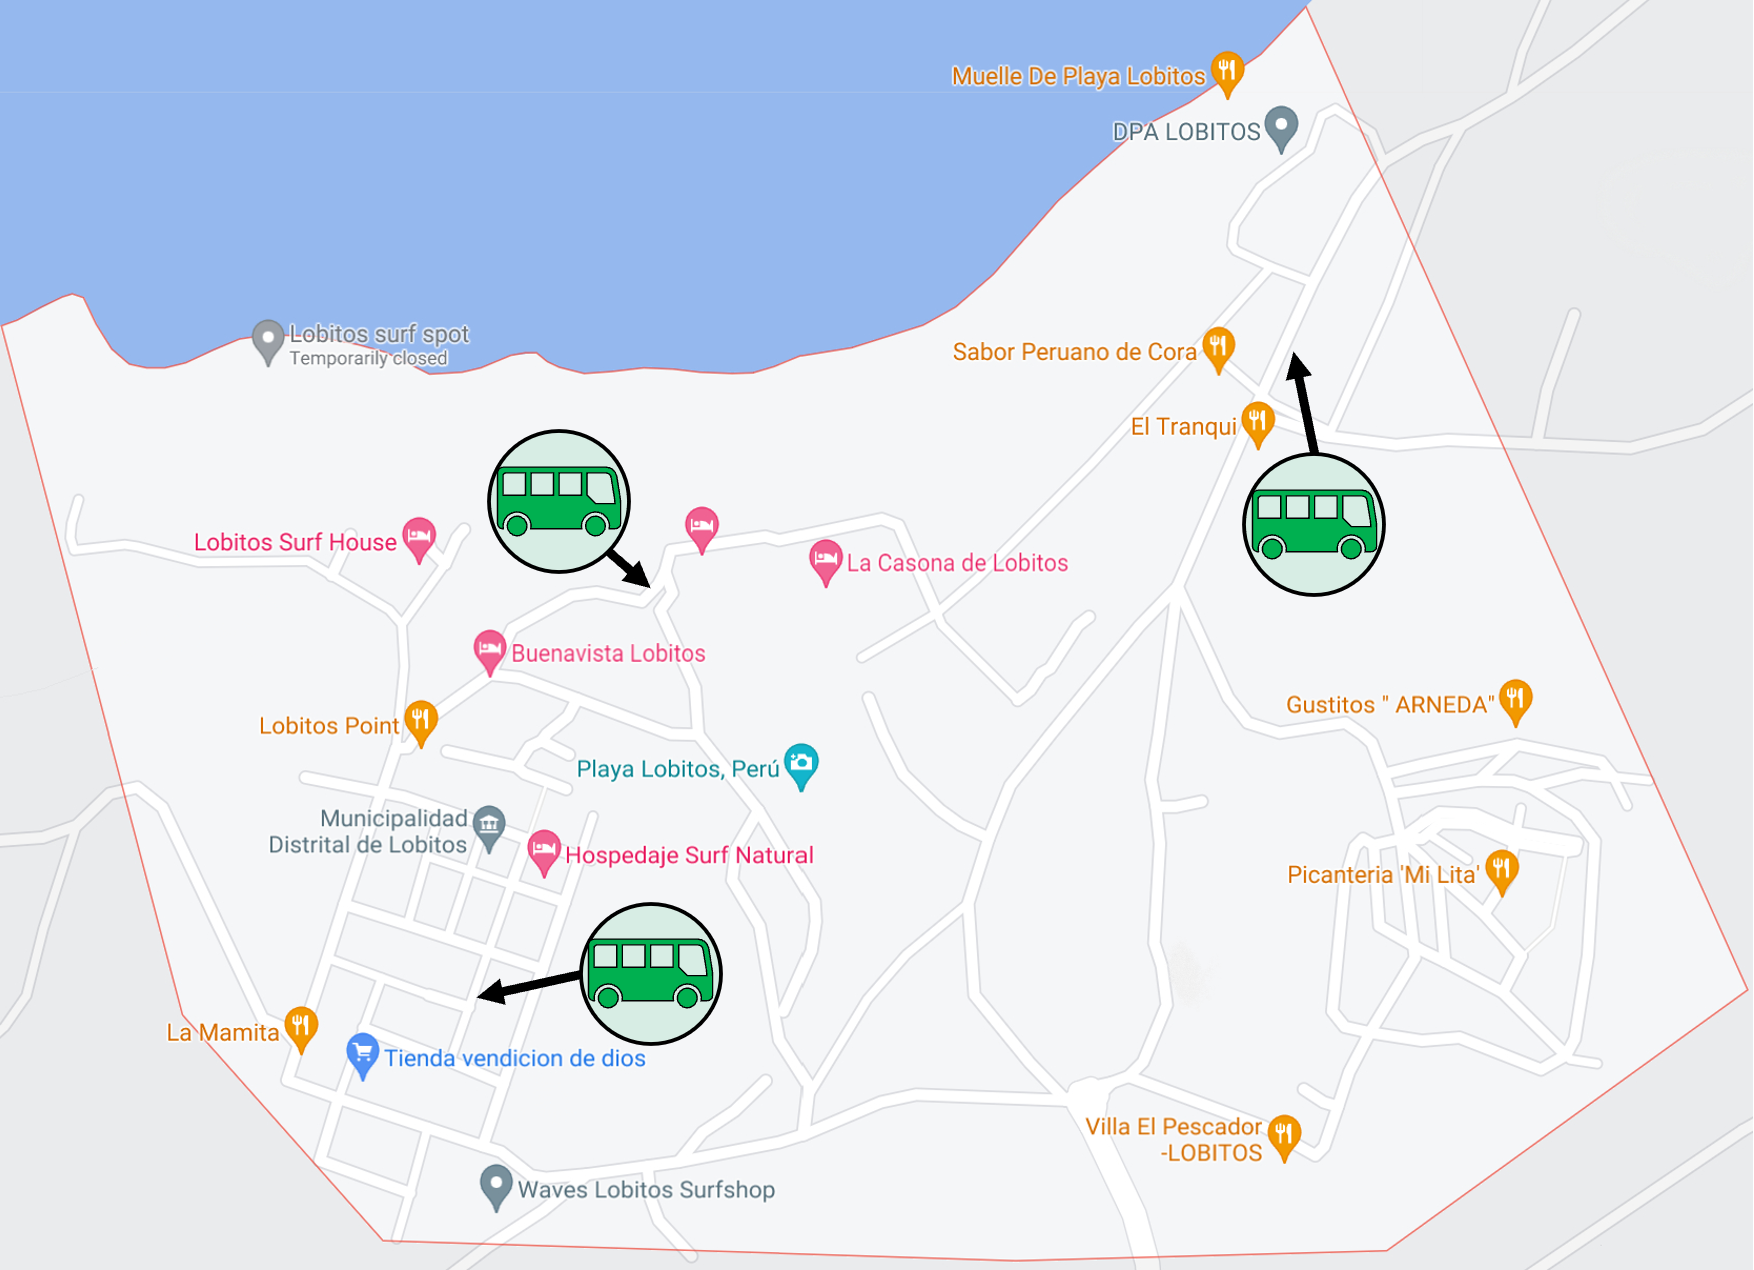 Muelle De Playa Lobitos
DPA LOBITOS
Lobitos surf spot
Temporarily closed
Sabor Peruano de Cora
El Tranqui
Lobitos Surf House
La Casona de Lobitos
Buenavista Lobitos
Gustitos " ARNEDA"
Lobitos Point
Playa Lobitos, Perú
Municipalidad
Distrital de Lobitos
Hospedaje Surf Natural
Picanteria 'Mi Lita'
La Mamita
Tienda vendicion de dios
Villa El Pescador
-LOBITOS
Waves Lobitos Surfshop